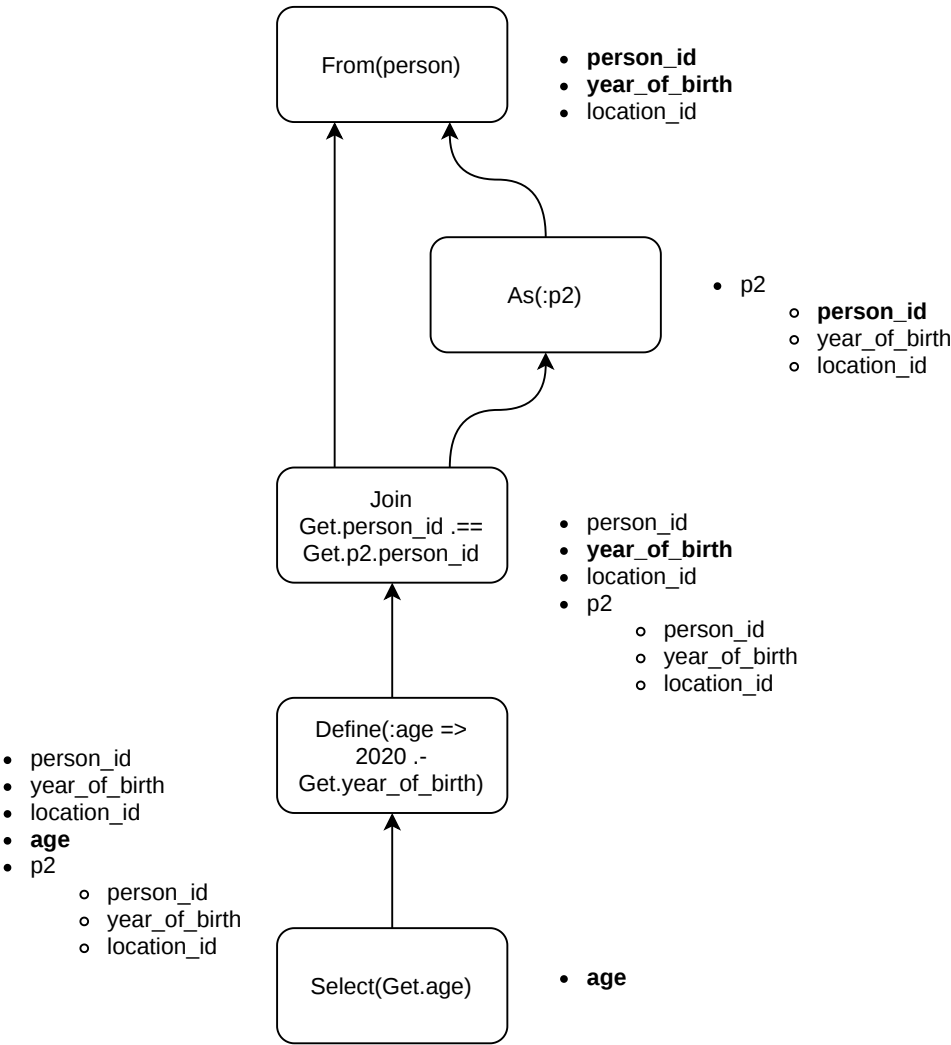 From(person)
person_id
year_of_birth
location_id
As(:p2)
p2
person_id
year_of_birth
location_id
Join
Get.person_id .==
Get.p2.person_id
person_id
year_of_birth
location_id
p2
person_id
year_of_birth
location_id
Define(:age =>
2020 .-
Get.year_of_birth)
person_id
year_of_birth
location_id
age
p2
person_id
year_of_birth
location_id
Select(Get.age)
age